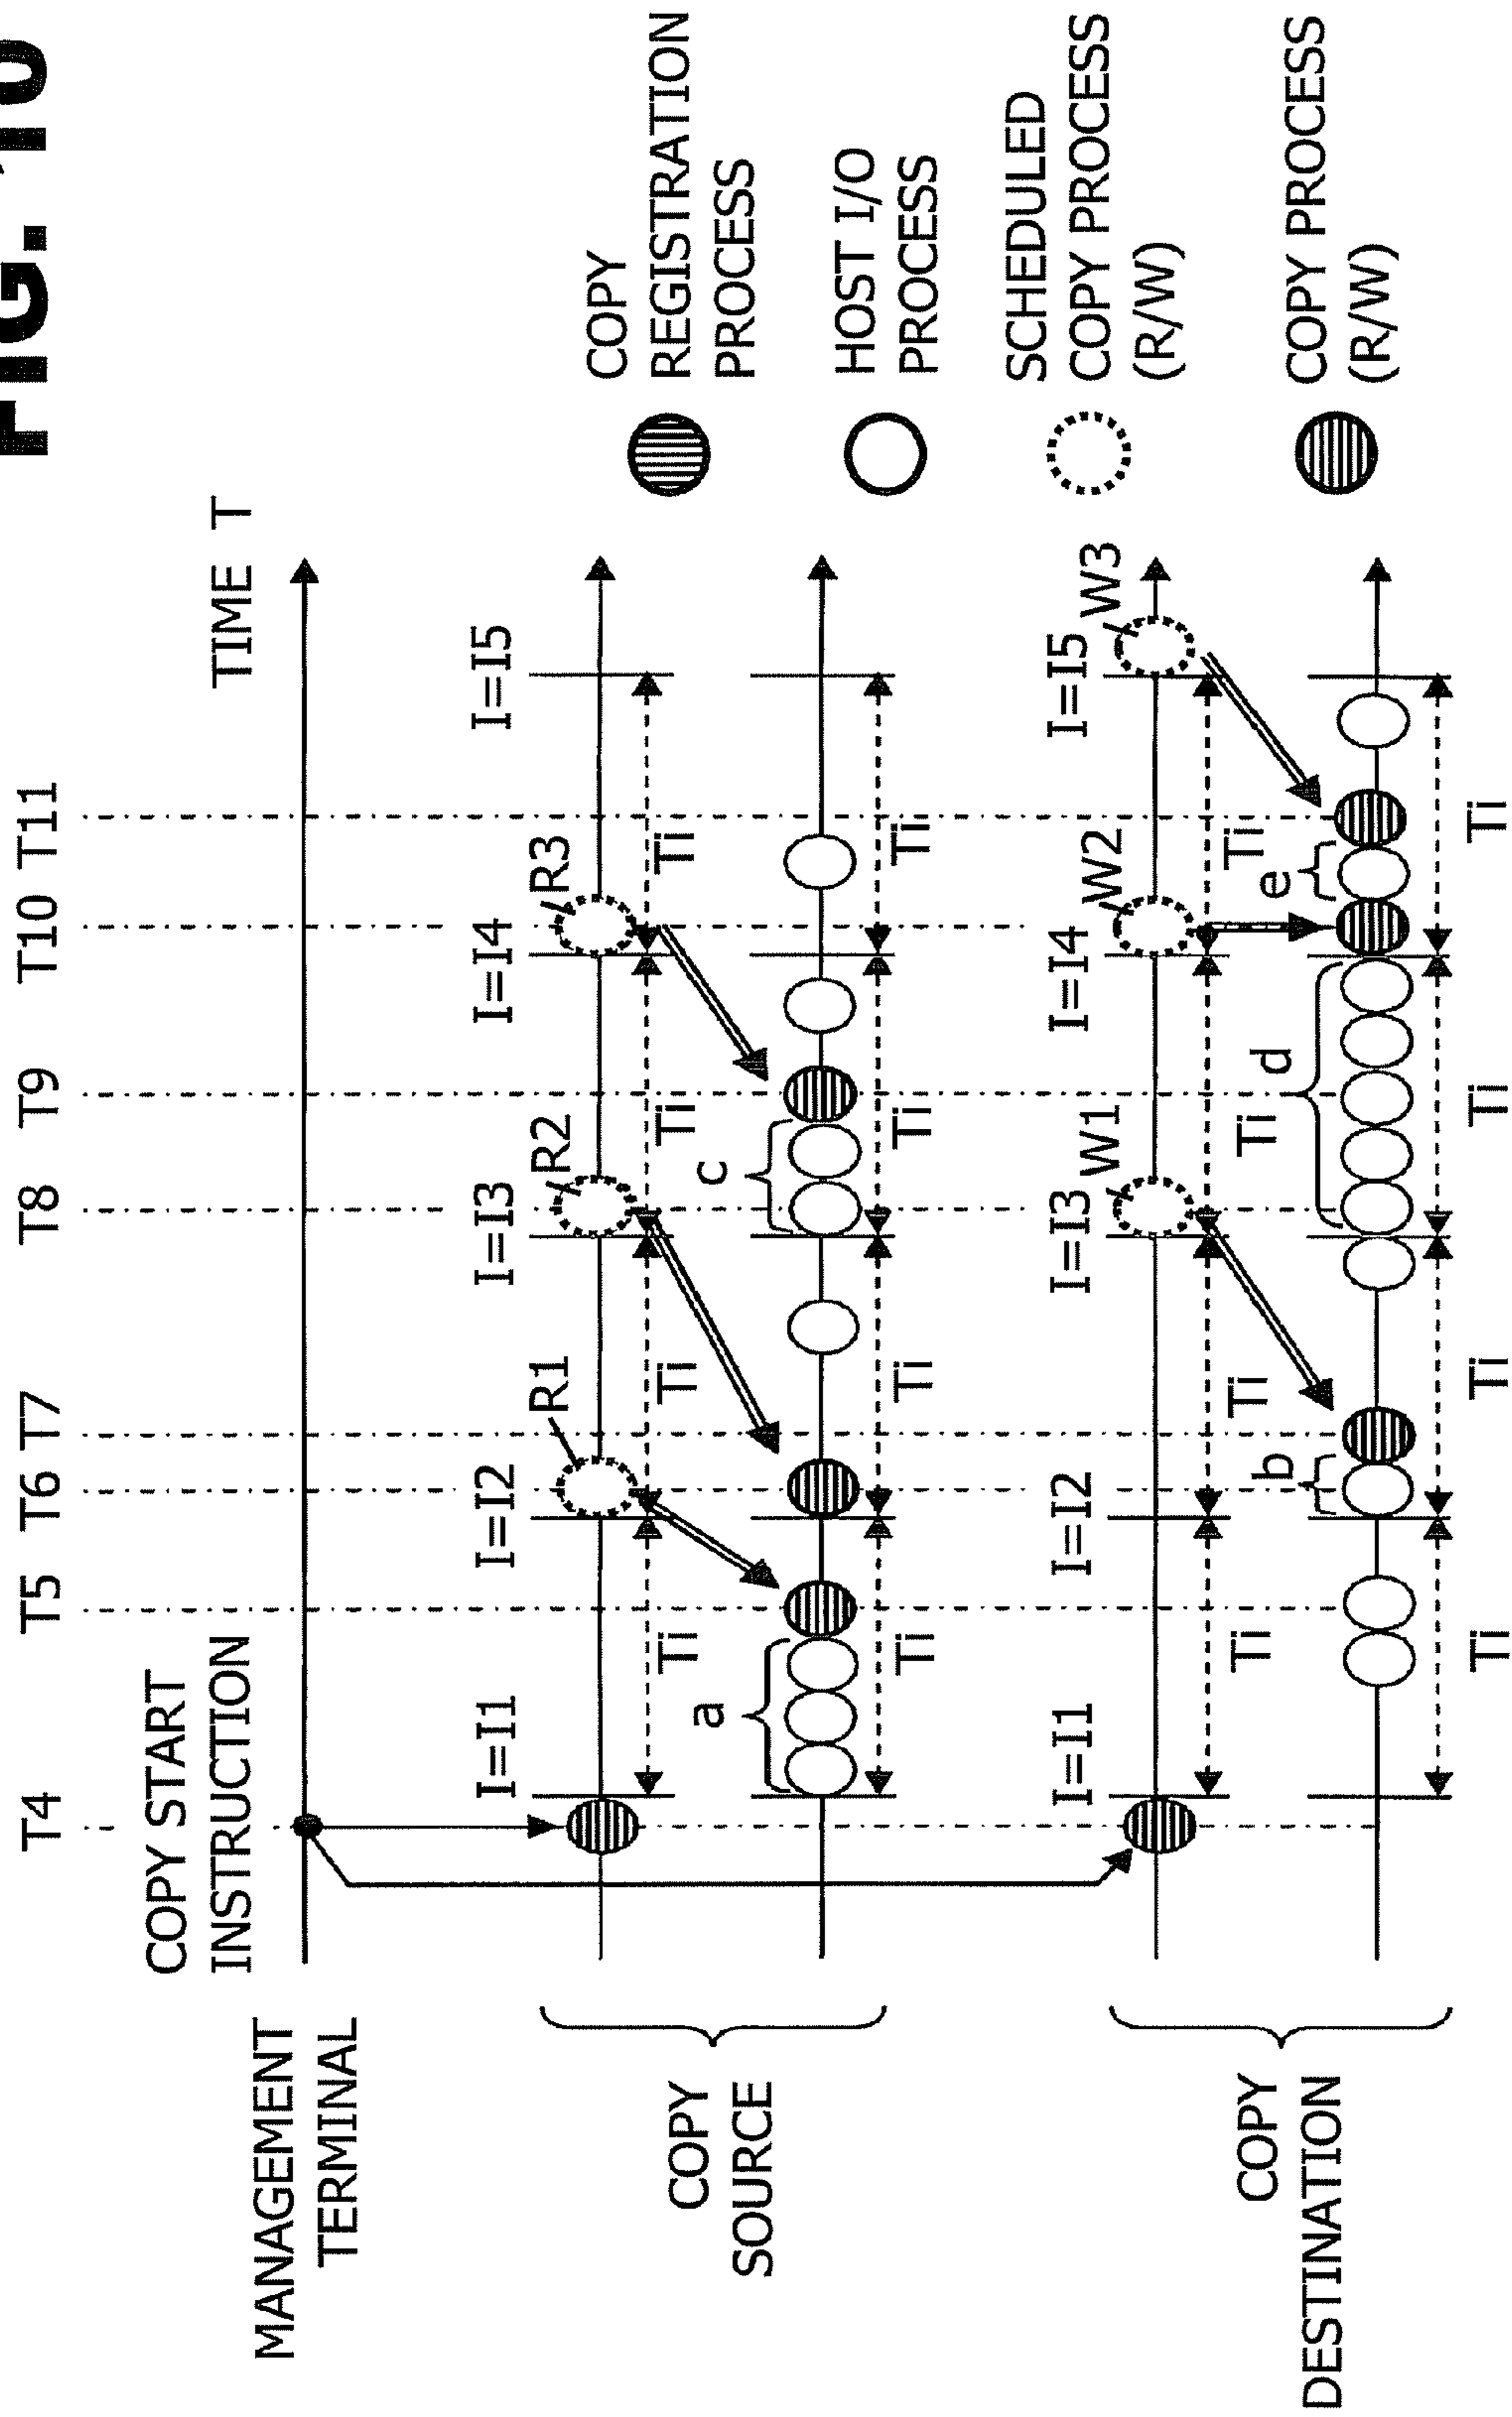 FIG. 10
T4 T5 T6 T7 T8 T9 T10 T11
COPY START
INSTRUCTION
TIME T
MANAGEMENT
TERMINAL
I=I1 I=I2 I=I3 I=I4 I=I5
R1 R2 R3
Ti Ti Ti Ti
COPY
SOURCE
a c
Ti Ti Ti Ti
I=I1 I=I2 I=I3 I=I4 I=I5
W1 W2 W3
Ti Ti Ti Ti
COPY
DESTINATION
b d e
Ti Ti Ti Ti
COPY
REGISTRATION
PROCESS
HOST I/O
PROCESS
SCHEDULED
COPY PROCESS
(R/W)
COPY PROCESS
(R/W)